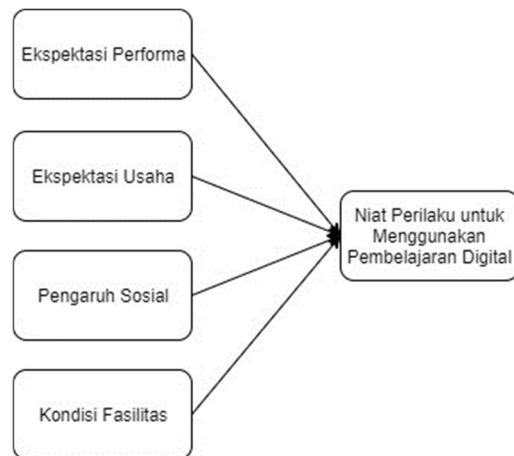 Ekspektasi Performa
Ekspektasi Usaha
Pengaruh Sosial
Kondisi Fasilitas
Niat Perilaku untuk
Menggunakan
Pembelajaran Digital